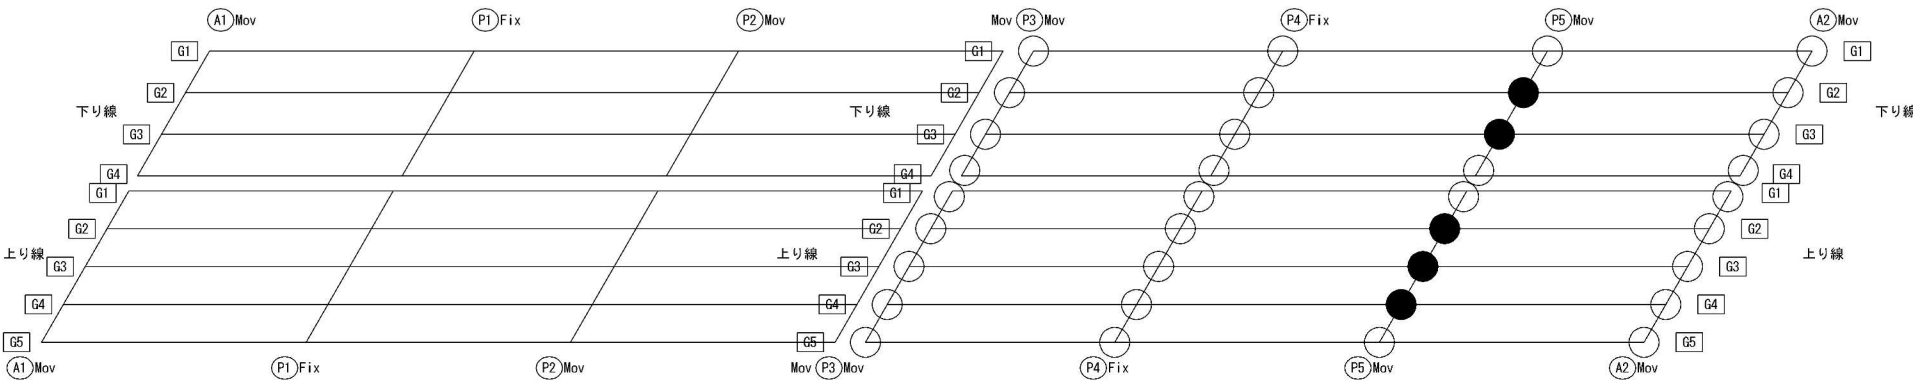 A1 Mov P1 Fix P2 Mov Mov P3 Mov P4 Fix P5 Mov A2 Mov
G1 G1 G1
G2 G2 G2
下り線 下り線 下り線
G3 G3 G3
G4 G4 G4
G1 G1 G1
G2 G2 G2
上り線 上り線 上り線
G3 G3 G3
G4 G4 G4
G5 G5 G5
A1 Mov P1 Fix P2 Mov Mov P3 Mov P4 Fix P5 Mov A2 Mov